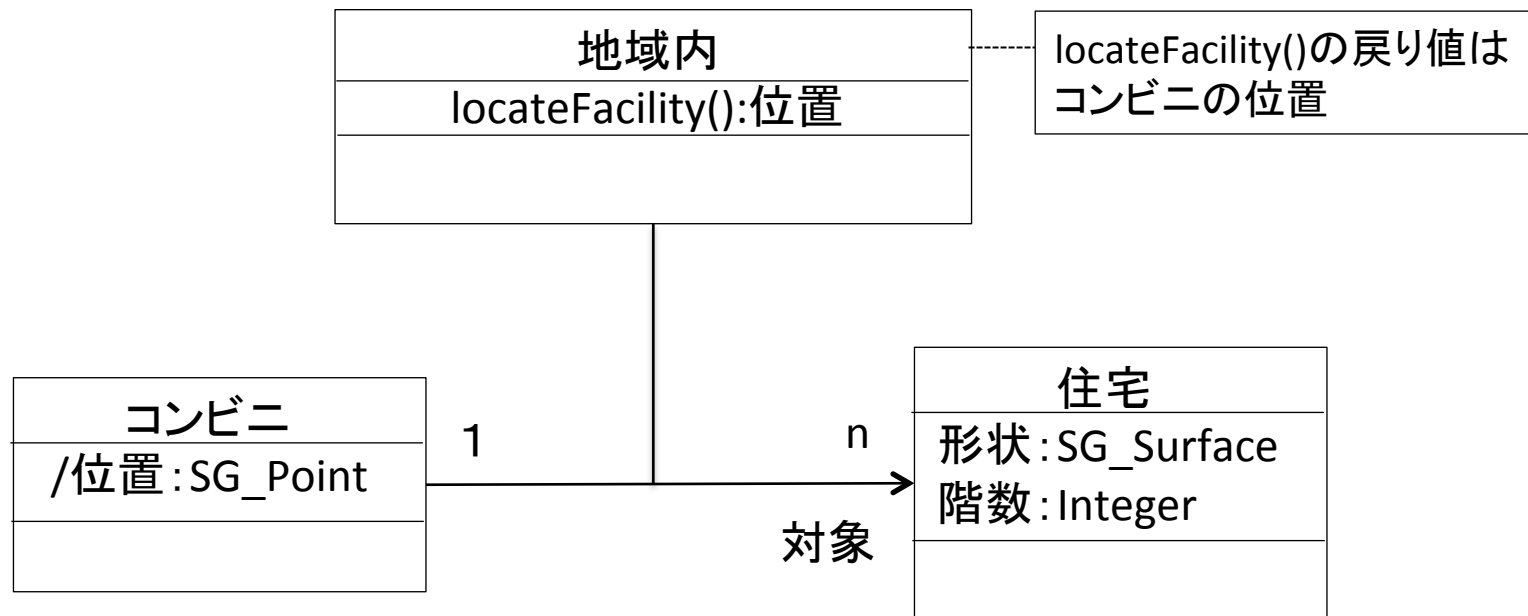 地域内
locateFacility():位置
locateFacility()の戻り値は
コンビニの位置
コンビニ
/位置:SG_Point
1
n
対象
住宅
形状:SG_Surface
階数:Integer